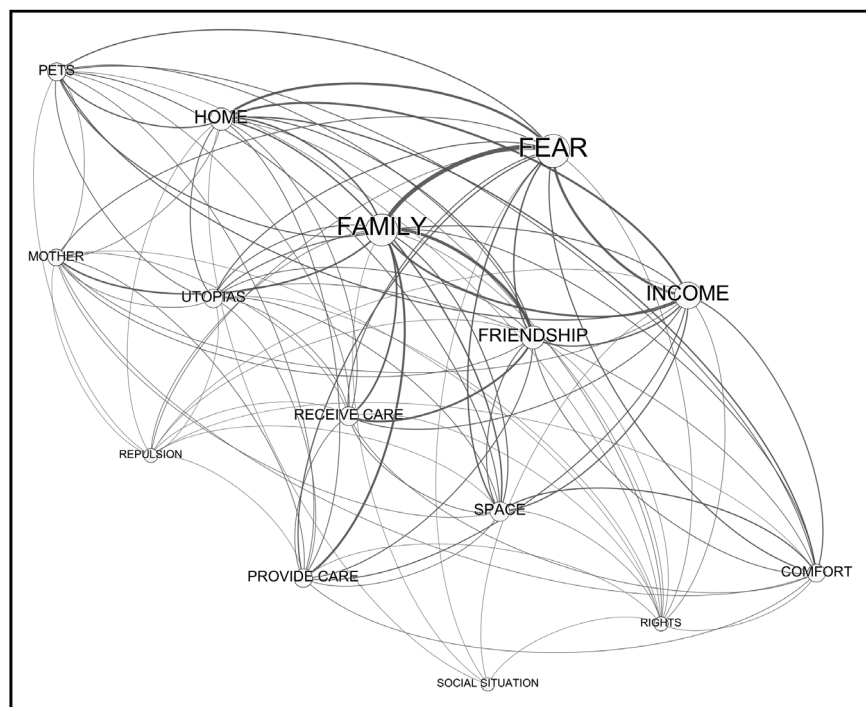 PETS
HOME
FEAR
FAMILY
MOTHER
UTOPIAS
INCOME
FRIENDSHIP
RECEIVE CARE
REPULSION
SPACE
PROVIDE CARE
COMFORT
RIGHTS
SOCIAL SITUATION